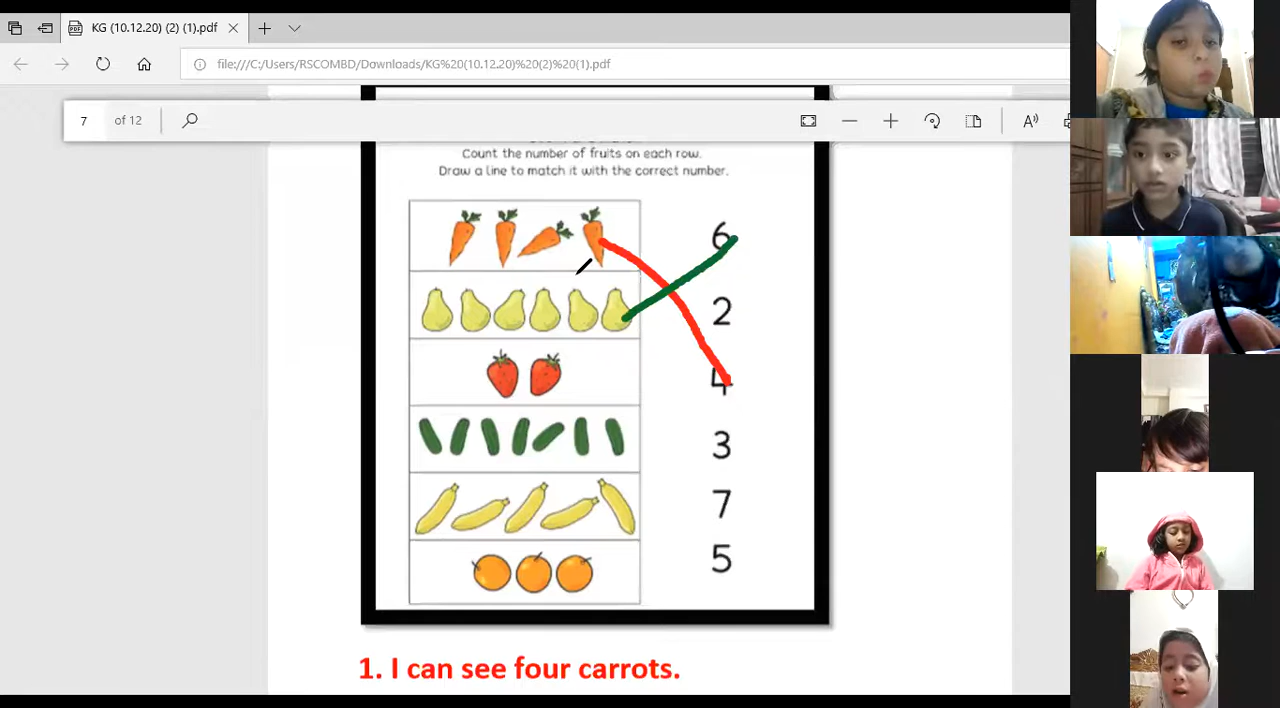 KG (10.12.20) (2) (1).pdf
file:///C:/Users/RSCOMBD/Downloads/KG%20(10.12.20)%20(2)%20(1).pdf
7 of 12
Count the number of fruits on each row.
Draw a line to match it with the correct number.
6
2
4
3
7
5
1. I can see four carrots.